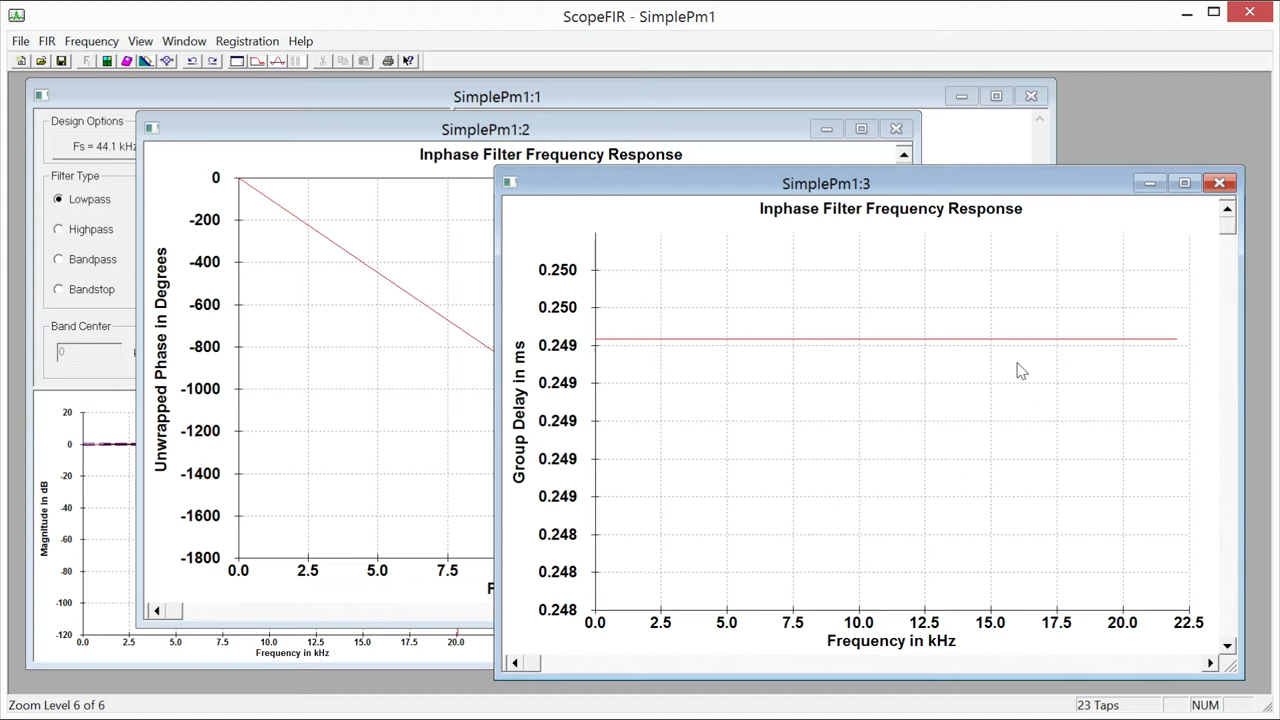 ScopeFIR - SimplePm1
File FIR Frequency View Window Registration Help
SimplePm1:1
Design Options
Fs = 44.1 kHz
Filter Type
Lowpass
Highpass
Bandpass
Bandstop
Band Center
0
20
0
-20
-40
-60
-80
-100
-120
Magnitude in dB
0.0 2.5 5.0 7.5 10.0 12.5 15.0 17.5 20.0
Frequency in kHz
SimplePm1:2
Inphase Filter Frequency Response
0
-200
-400
-600
-800
-1000
-1200
-1400
-1600
-1800
Unwrapped Phase in Degrees
0.0 2.5 5.0 7.5
F
SimplePm1:3
Inphase Filter Frequency Response
0.250
0.250
0.249
0.249
0.249
0.249
0.249
0.248
0.248
0.248
Group Delay in ms
0.0 2.5 5.0 7.5 10.0 12.5 15.0 17.5 20.0 22.5
Frequency in kHz
Zoom Level 6 of 6
23 Taps
NUM